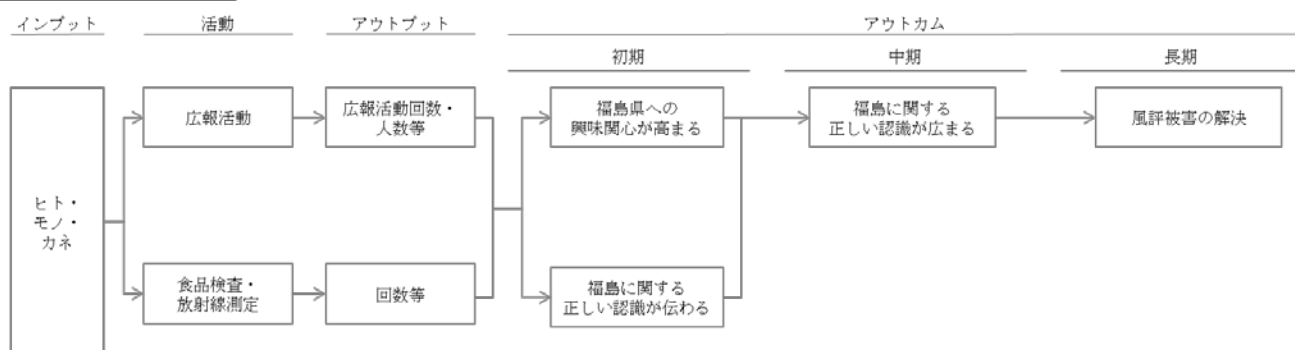 インプット
活動
アウトプット
アウトカム
初期
中期
長期
ヒト・
モノ・
カネ
広報活動
広報活動回数・
人数等
福島県への
興味関心が高まる
福島に関する
正しい認識が広まる
風評被害の解決
食品検査・
放射線測定
回数等
福島に関する
正しい認識が伝わる